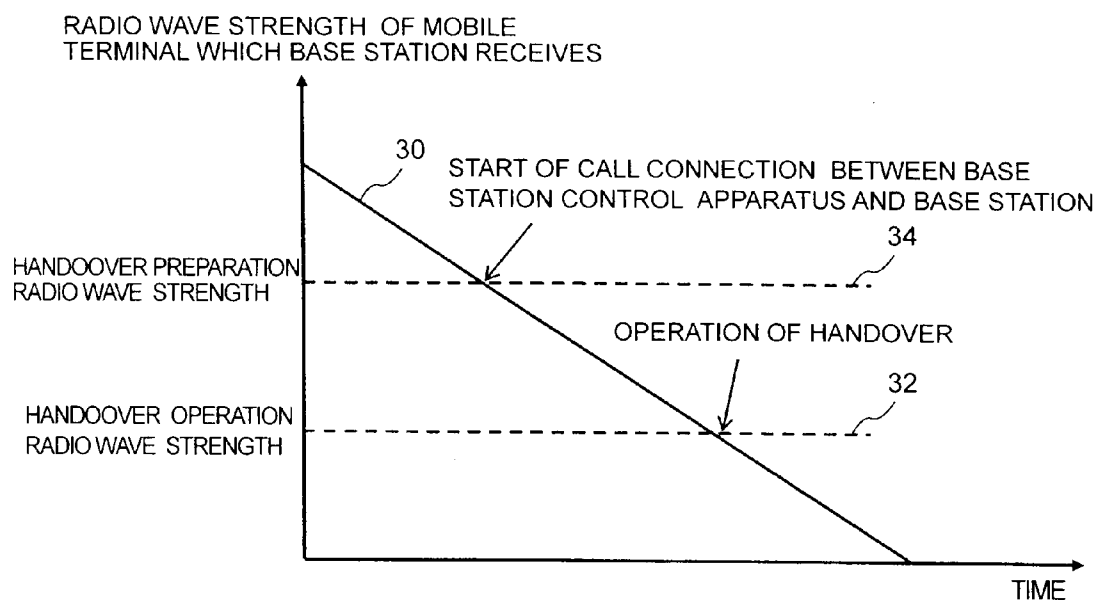 RADIO WAVE STRENGTH OF MOBILE
TERMINAL WHICH BASE STATION RECEIVES
30
START OF CALL CONNECTION BETWEEN BASE
STATION CONTROL APPARATUS AND BASE STATION
34
HANDOOVER PREPARATION
RADIO WAVE STRENGTH
OPERATION OF HANDOVER
32
HANDOOVER OPERATION
RADIO WAVE STRENGTH
TIME